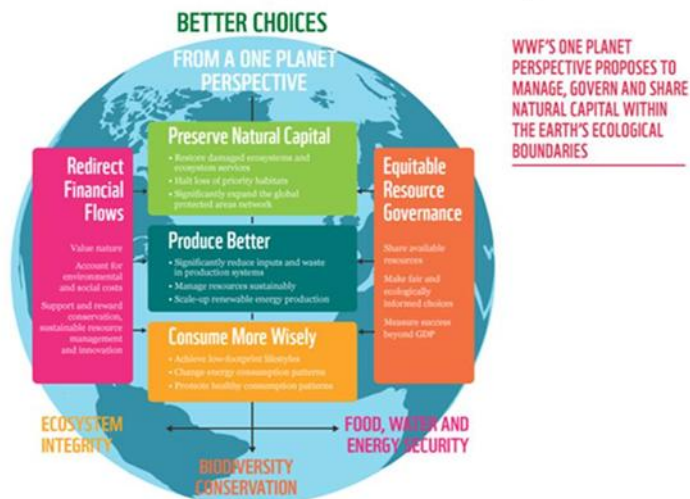 BETTER CHOICES
FROM A ONE PLANET
PERSPECTIVE
WWF'S ONE PLANET
PERSPECTIVE PROPOSES TO
MANAGE, GOVERN AND SHARE
NATURAL CAPITAL WITHIN
THE EARTH'S ECOLOGICAL
BOUNDARIES
Preserve Natural Capital
• Restore damaged ecosystems and
ecosystem services
• Halt loss of priority habitats
• Significantly expand the global
protected areas network
Redirect
Financial
Flows
Value nature
Account for
environmental
and social costs
Support and reward
conservation,
sustainable resource
management
and innovation
Produce Better
• Significantly reduce inputs and waste
in production systems
• Manage resources sustainably
• Scale-up renewable energy production
Equitable
Resource
Governance
Share available
resources
Make fair and
ecologically
informed choices
Measure success
beyond GDP
Consume More Wisely
• Achieve low-footprint lifestyles
• Change energy consumption patterns
• Promote healthy consumption patterns
ECOSYSTEM
INTEGRITY
BIODIVERSITY
CONSERVATION
FOOD, WATER AND
ENERGY SECURITY